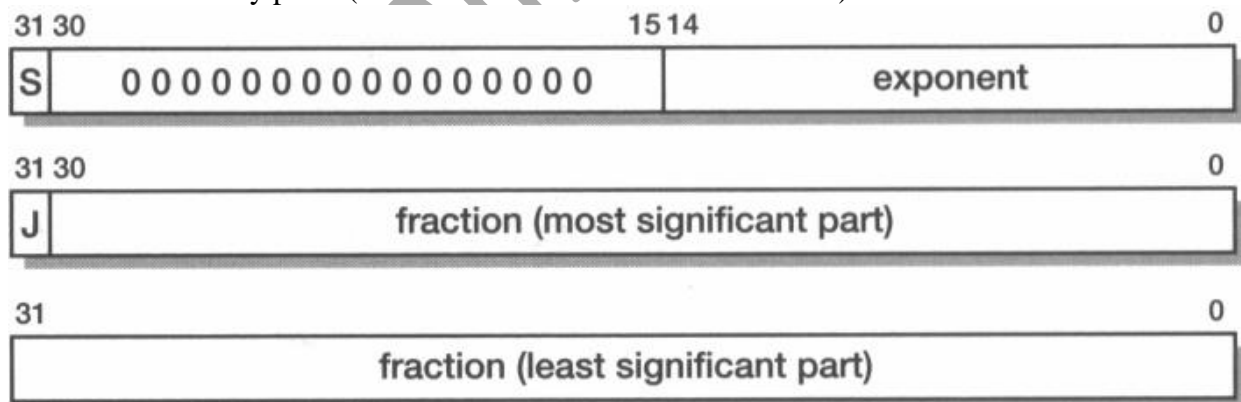 31 30 15 14 0
S 0 0 0 0 0 0 0 0 0 0 0 0 0 0 0 0 exponent
31 30 0
J fraction (most significant part)
31 0
fraction (least significant part)